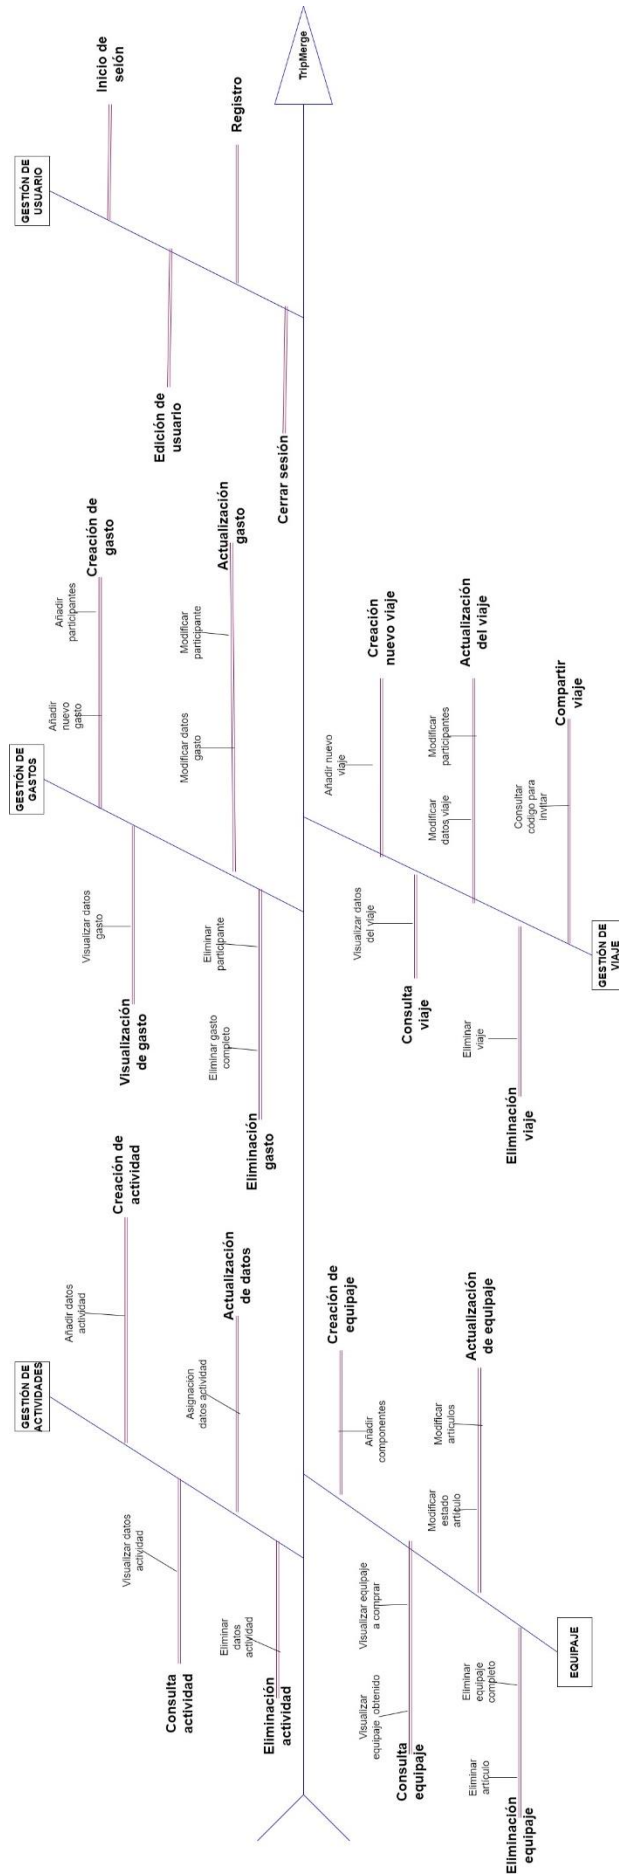 GESTIÓN DE
ACTIVIDADES
Añadir datos
actividad
Creación de
actividad
Visualizar datos
actividad
Consulta
actividad
Asignación
datos actividad
Actualización
de datos
Eliminar
datos
actividad
Eliminación
actividad
GESTIÓN DE
GASTOS
Añadir
nuevo
gasto
Añadir
participantes
Creación de
gasto
Visualizar datos
gasto
Visualización
de gasto
Modificar datos
gasto
Modificar
participante
Actualización
gasto
Eliminar gasto
completo
Eliminar
participante
Eliminación
gasto
GESTIÓN DE
USUARIO
Inicio de
selón
Edición de
usuario
Registro
Cerrar sesión
TripMerge
Añadir
componentes
Creación de
equipaje
Visualizar
equipaje obtenido
Visualizar equipaje
a comprar
Consulta
equipaje
Modificar
estado
artículo
Modificar
artículos
Actualización
de equipaje
Eliminar
artículo
Eliminar
equipaje
completo
Eliminación
equipaje
EQUIPAJE
Añadir nuevo
viaje
Creación
nuevo viaje
Visualizar datos
del viaje
Consulta
viaje
Modificar
datos viaje
Modificar
participantes
Actualización
del viaje
Eliminar
viaje
Eliminación
viaje
Consultar
código para
invitar
Compartir
viaje
GESTIÓN DE
VIAJE